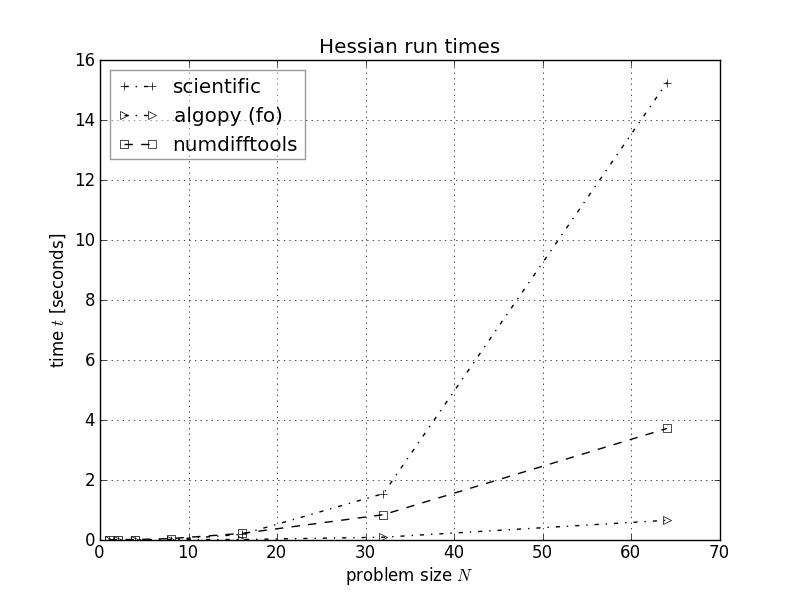 Hessian run times
scientific
algopy (fo)
numdifftools
16
14
12
10
8
6
4
2
0
time t [seconds]
0 10 20 30 40 50 60 70
problem size N